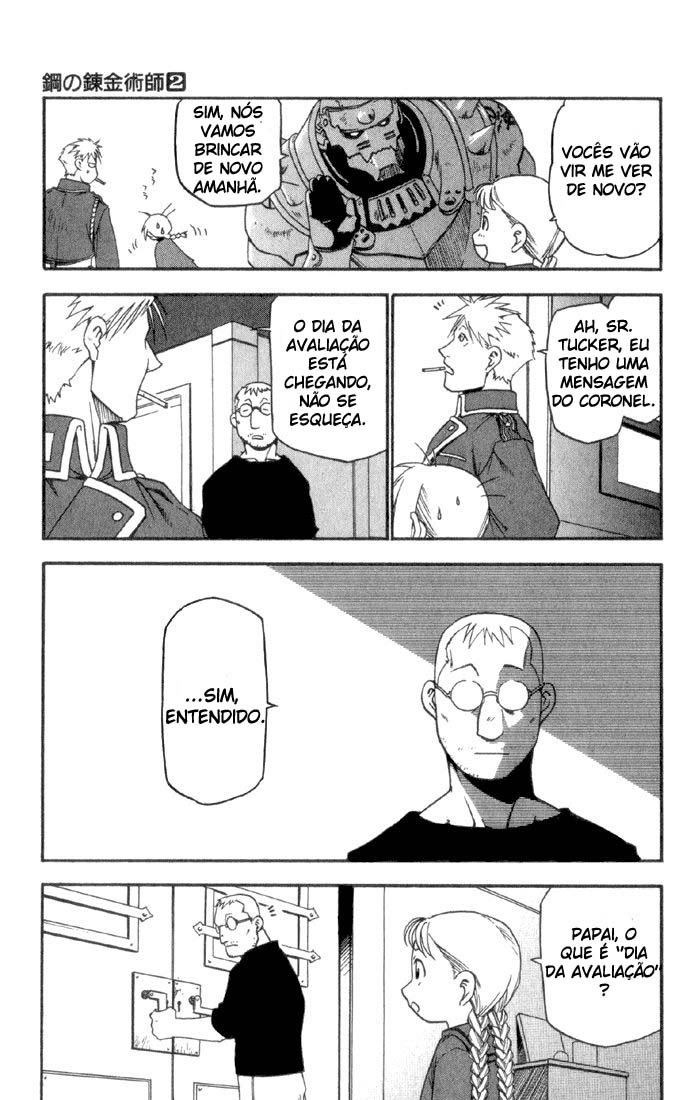 鋼の錬金術師2
VOCÊS VÃO
VIR ME VER
DE NOVO?
SIM, NÓS
VAMOS
BRINCAR
DE NOVO
AMANHÃ.
AH, SR.
TUCKER, EU
TENHO UMA
MENSAGEM
DO CORONEL.
O DIA DA
AVALIAÇÃO
ESTÁ
CHEGANDO,
NÃO SE
ESQUEÇA.
...SIM,
ENTENDIDO.
PAPAI, O
QUE É "DIA
DA AVALIAÇÃO"
?